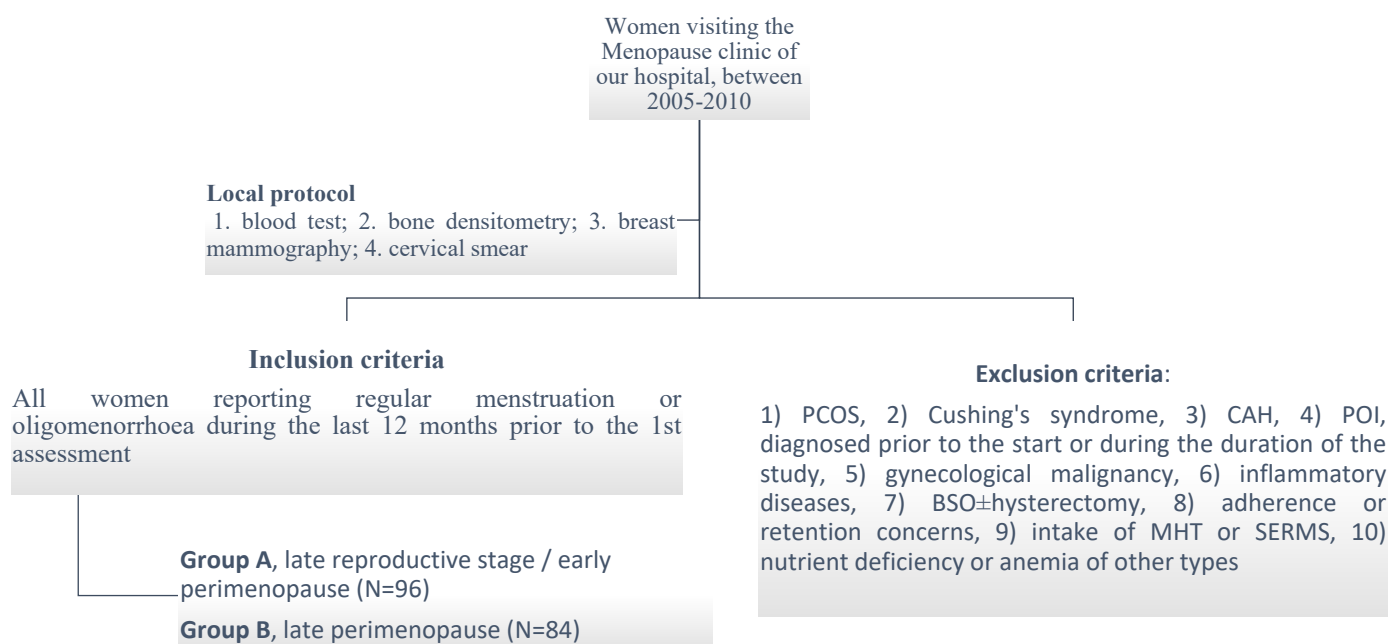 Women visiting the
Menopause clinic of
our hospital, between
2005-2010
Local protocol
1. blood test; 2. bone densitometry; 3. breast
mammography; 4. cervical smear
Inclusion criteria
All women reporting regular menstruation or
oligomenorrhoea during the last 12 months prior to the 1st
assessment
Group A, late reproductive stage / early
perimenopause (N=96)
Group B, late perimenopause (N=84)
Exclusion criteria:
1) PCOS, 2) Cushing's syndrome, 3) CAH, 4) POI,
diagnosed prior to the start or during the duration of the
study, 5) gynecological malignancy, 6) inflammatory
diseases, 7) BSO±hysterectomy, 8) adherence or
retention concerns, 9) intake of MHT or SERMS, 10)
nutrient deficiency or anemia of other types